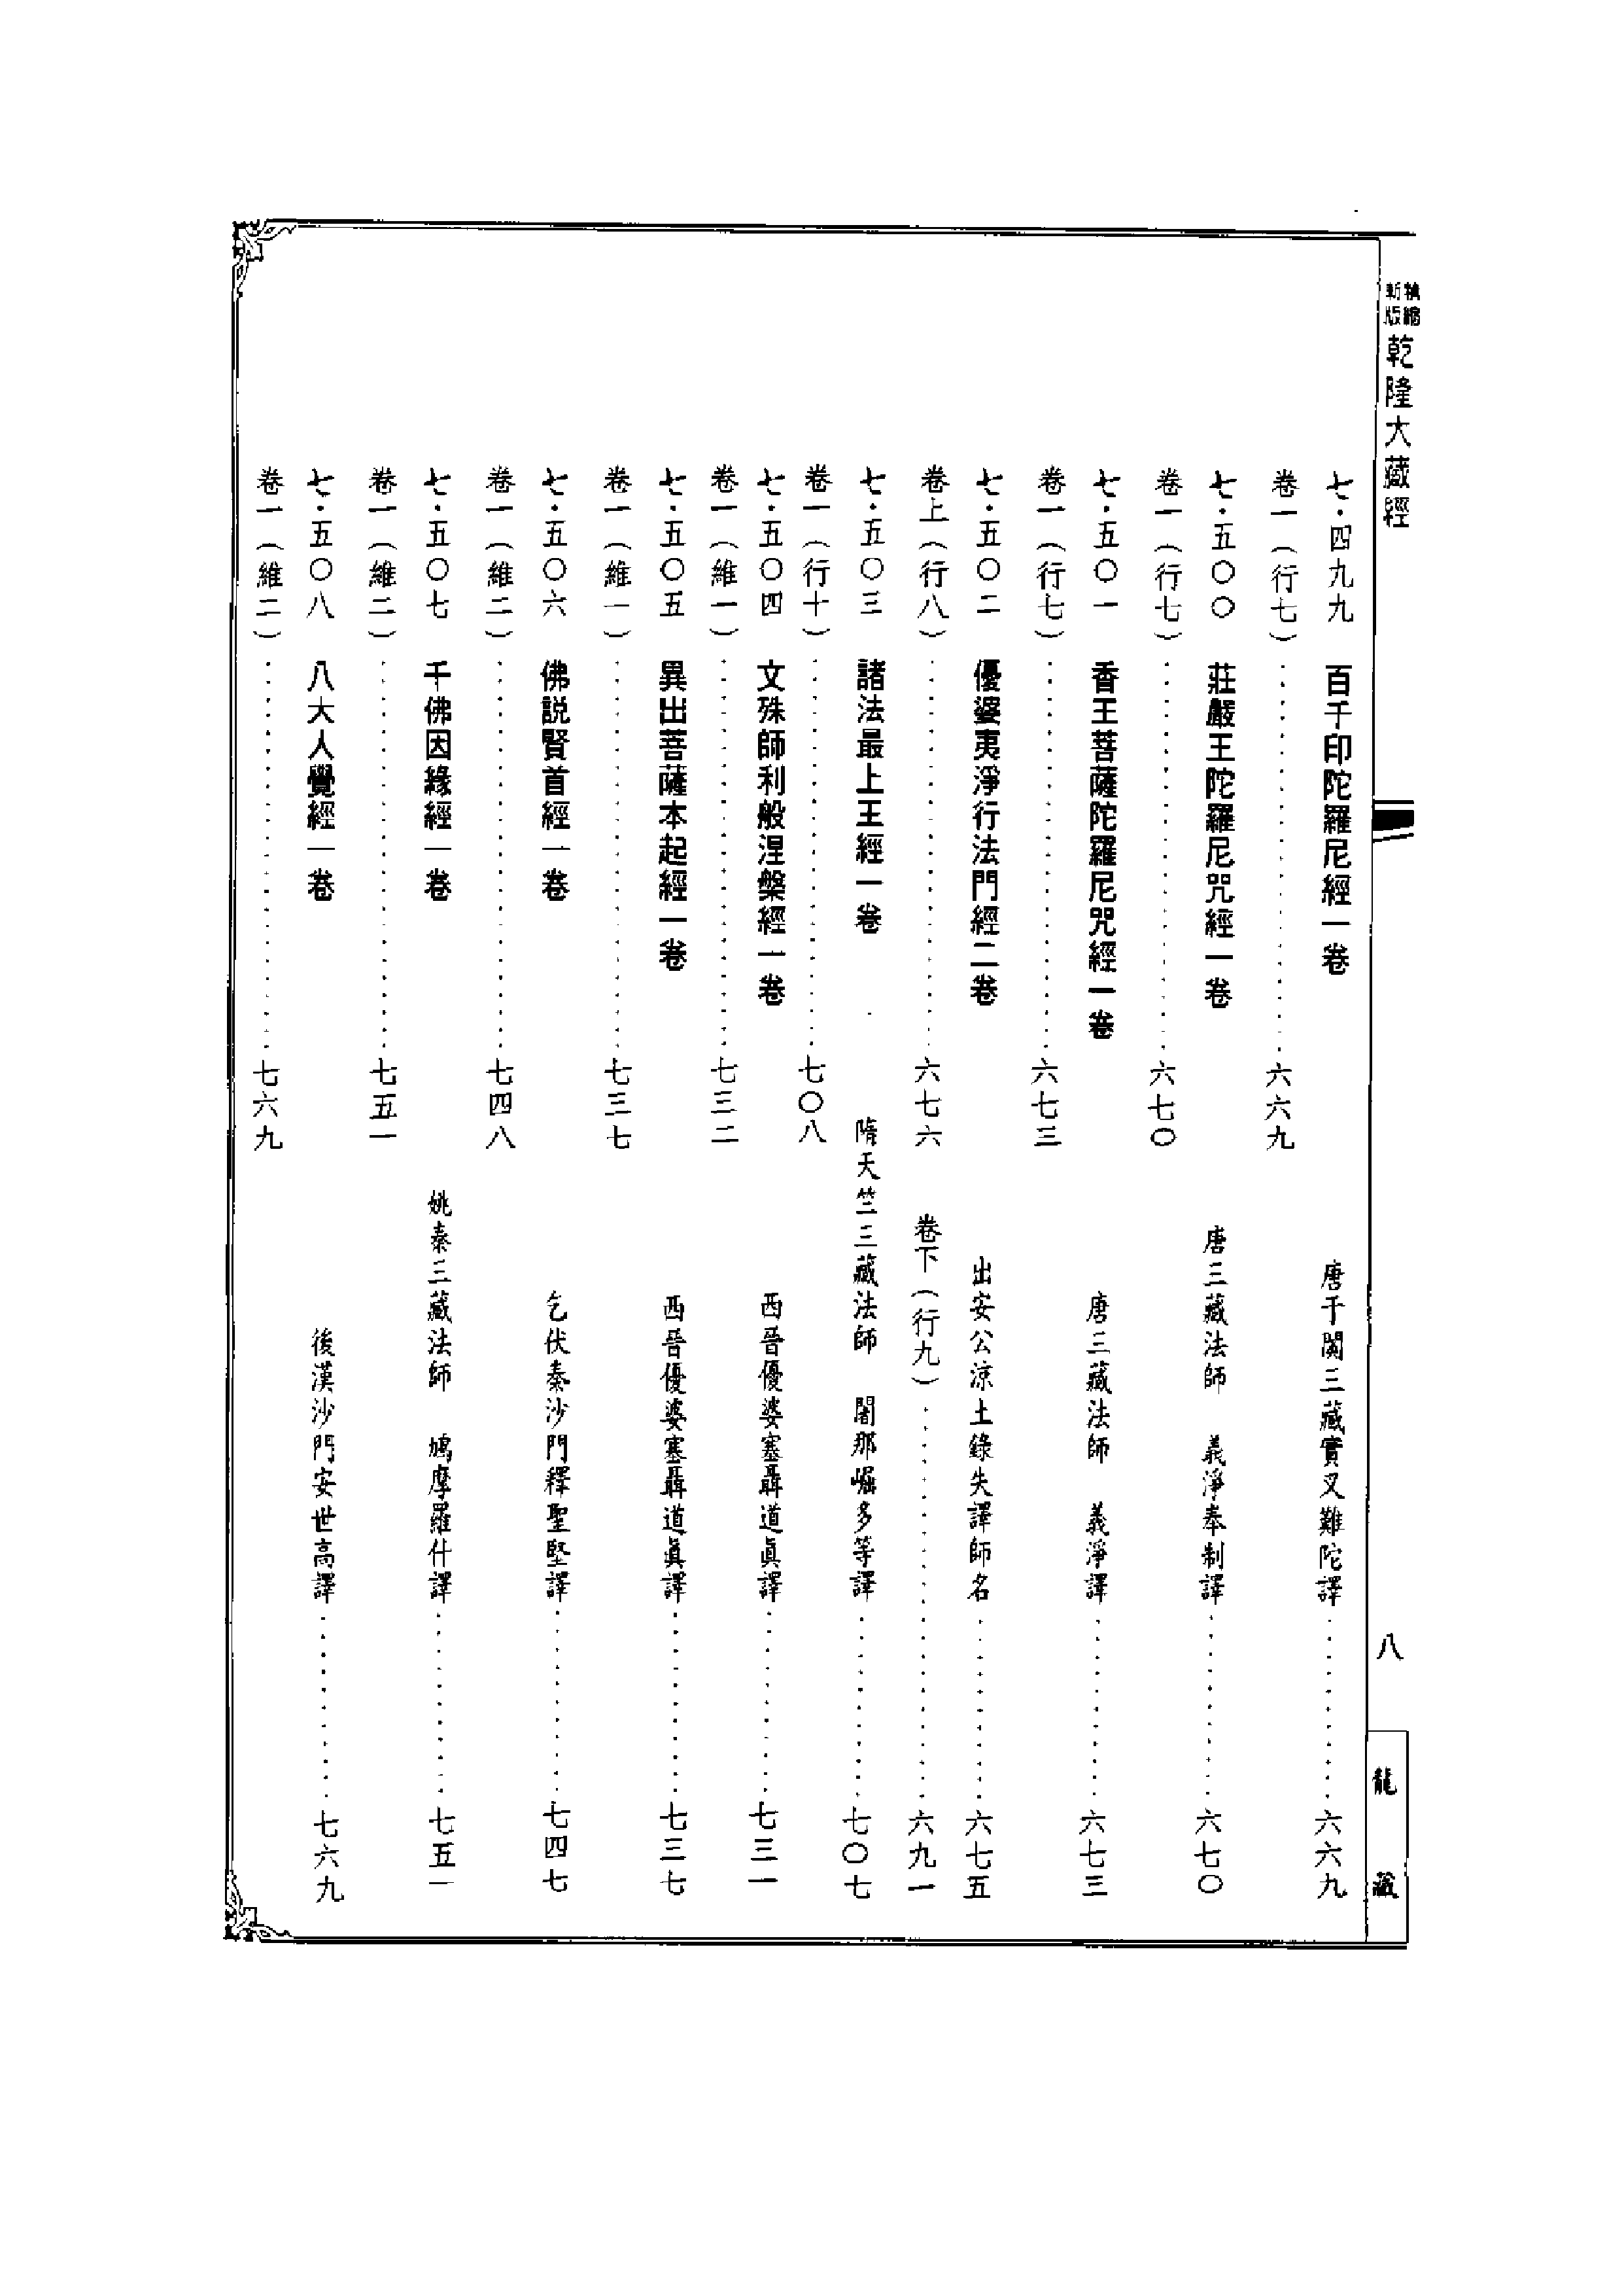 新版 乾隆大藏經
八
龍藏
七·四九九 百千印陀羅尼經一卷 唐于闐三藏實叉難陀譯⋯⋯⋯六六九
卷一(行七)⋯⋯⋯六六九
七·五〇〇 莊嚴王陀羅尼咒經一卷 唐三藏法師 義淨奉制譯⋯⋯⋯六七〇
卷一(行七)⋯⋯⋯六七〇
七·五〇一 香王菩薩陀羅尼咒經一卷 唐三藏法師 義淨譯⋯⋯⋯六七三
卷一(行七)⋯⋯⋯六七三
七·五〇二 優婆夷淨行法門經二卷 出安公涼土錄失譯師名⋯⋯⋯六七五
卷上(行八)⋯⋯⋯六七六 卷下(行九)⋯⋯⋯六九一
七·五〇三 諸法最上王經一卷 隋天竺三藏法師 闍那崛多等譯⋯⋯⋯七〇七
卷一(行十)⋯⋯⋯七〇八
七·五〇四 文殊師利般涅槃經一卷 西晉優婆塞聶道眞譯⋯⋯⋯七三一
卷一(維一)⋯⋯⋯七三二
七·五〇五 異出菩薩本起經一卷 西晉優婆塞聶道眞譯⋯⋯⋯七三七
卷一(維一)⋯⋯⋯七三七
七·五〇六 佛説賢首經一卷 乞伏秦沙門釋聖堅譯⋯⋯⋯七四七
卷一(維二)⋯⋯⋯七四八
七·五〇七 千佛因緣經一卷 姚秦三藏法師 鳩摩羅什譯⋯⋯⋯七五一
卷一(維二)⋯⋯⋯七五一
七·五〇八 八大人覺經一卷 後漢沙門安世高譯⋯⋯⋯七六九
卷一(維二)⋯⋯⋯七六九